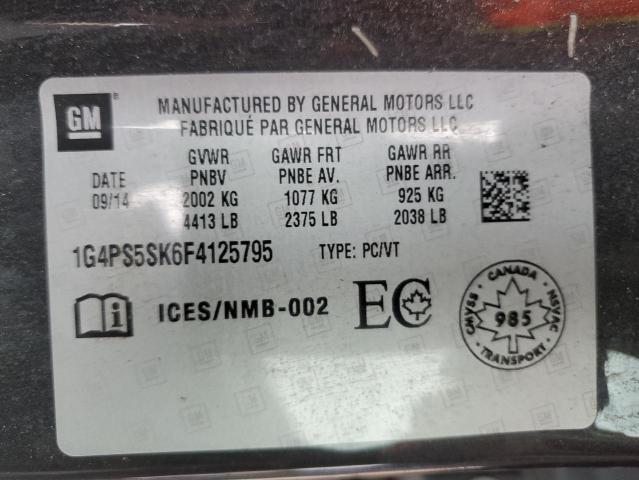 GM ®
MANUFACTURED BY GENERAL MOTORS LLC
FABRIQUÉ PAR GENERAL MOTORS LLC
GVWR GAWR FRT GAWR RR
DATE PNBV PNBE AV. PNBE ARR.
09/14 2002 KG 1077 KG 925 KG
4413 LB 2375 LB 2038 LB
1G4PS5SK6F4125795 TYPE: PC/VT
i ICES/NMB-002 EC
CANADA
CMVSS 985 NSVAC
TRANSPORT